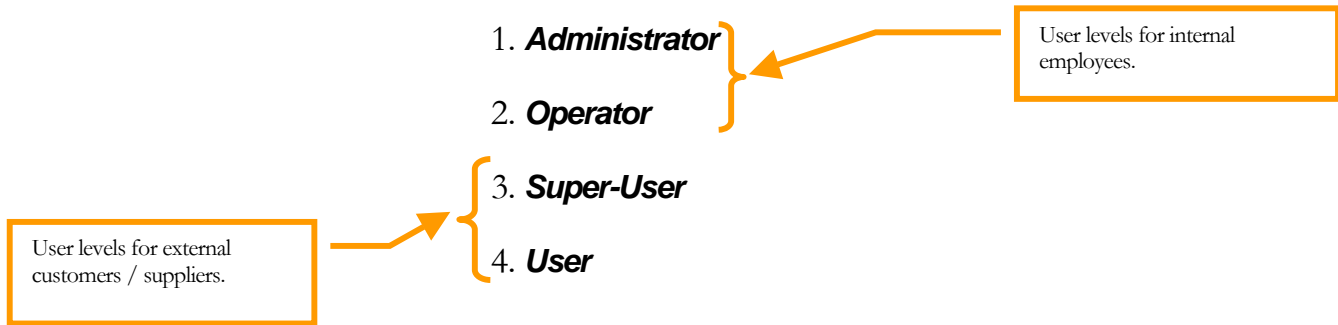 1. Administrator
User levels for internal
employees.
2. Operator
3. Super-User
User levels for external
customers / suppliers.
4. User